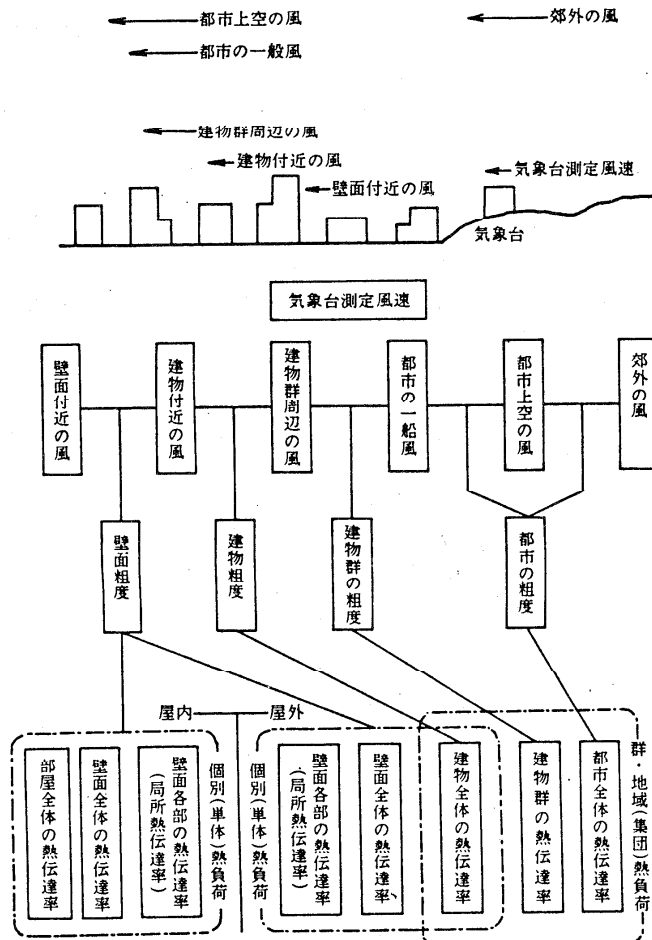 都市上空の風
郊外の風
都市の一般風
建物群周辺の風
建物付近の風
気象台測定風速
壁面付近の風
気象台
気象台測定風速
壁面付近の風
建物付近の風
建物群周辺の風
都市の一船風
都市上空の風
郊外の風
壁面粗度
建物粗度
建物群の粗度
都市の粗度
屋内
屋外
部屋全体の熱伝達率
壁面全体の熱伝達率
壁面各部の熱伝達率
(局所熱伝達率)
個別(単体)熱負荷
個別(単体)熱負荷
壁面各部の熱伝達率
(局所熱伝達率)
壁面全体の熱伝達率、
建物全体の熱伝達率
建物群の熱伝達率
都市全体の熱伝達率
群・地域(集団)熱負荷